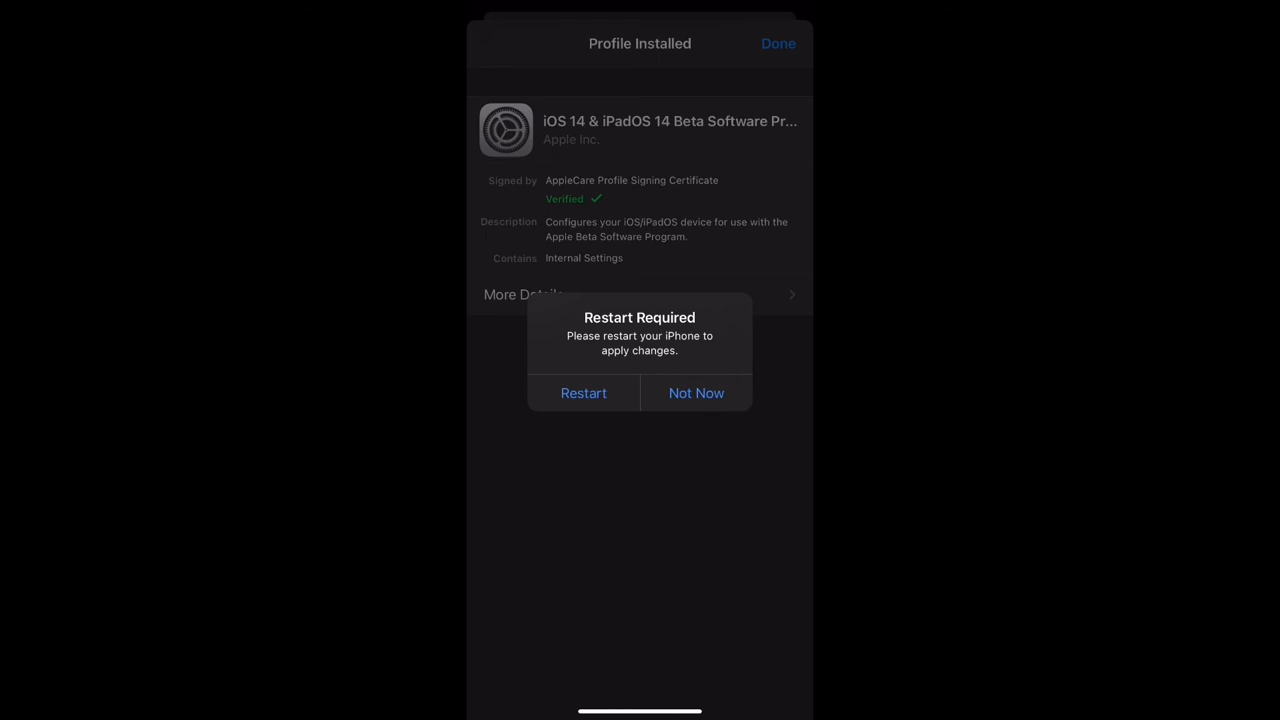 Profile Installed
Done
iOS 14 & iPadOS 14 Beta Software Pr...
Apple Inc.
Signed by AppleCare Profile Signing Certificate
Verified ✓
Description Configures your iOS/iPadOS device for use with the
Apple Beta Software Program.
Contains Internal Settings
More Details
Restart Required
Please restart your iPhone to
apply changes.
Restart
Not Now